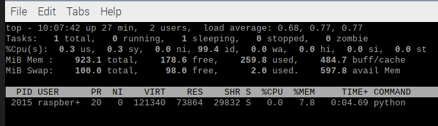 File Edit Tabs Help
top - 10:07:42 up 27 min, 2 users, load average: 0.68, 0.77, 0.77
Tasks: 1 total, 0 running, 1 sleeping, 0 stopped, 0 zombie
%Cpu(s): 0.3 us, 0.3 sy, 0.0 ni, 99.4 id, 0.0 wa, 0.0 hi, 0.0 si, 0.0 st
MiB Mem : 923.1 total, 178.6 free, 259.8 used, 484.7 buff/cache
MiB Swap: 100.0 total, 98.0 free, 2.0 used. 597.8 avail Mem
PID USER PR NI VIRT RES SHR S %CPU %MEM TIME+ COMMAND
2015 raspber+ 20 0 121340 73864 29832 S 0.0 7.8 0:04.69 python